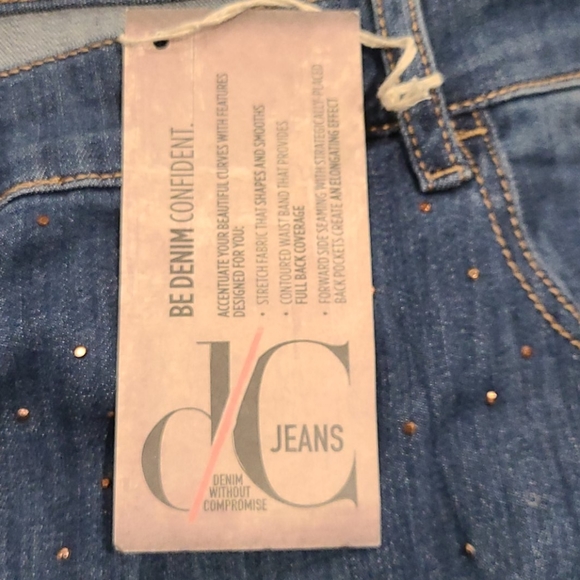 BE DENIM CONFIDENT.
ACCENTUATE YOUR BEAUTIFUL CURVES WITH FEATURES
DESIGNED FOR YOU:
• STRETCH FABRIC THAT SHAPES AND SMOOTHS
• CONTOURED WAIST BAND THAT PROVIDES
FULL BACK COVERAGE
• FORWARD SIDE SEAMING WITH STRATEGICALLY-PLACED
BACK POCKETS CREATE AN ELONGATING EFFECT
d/C
JEANS
DENIM
WITHOUT
COMPROMISE